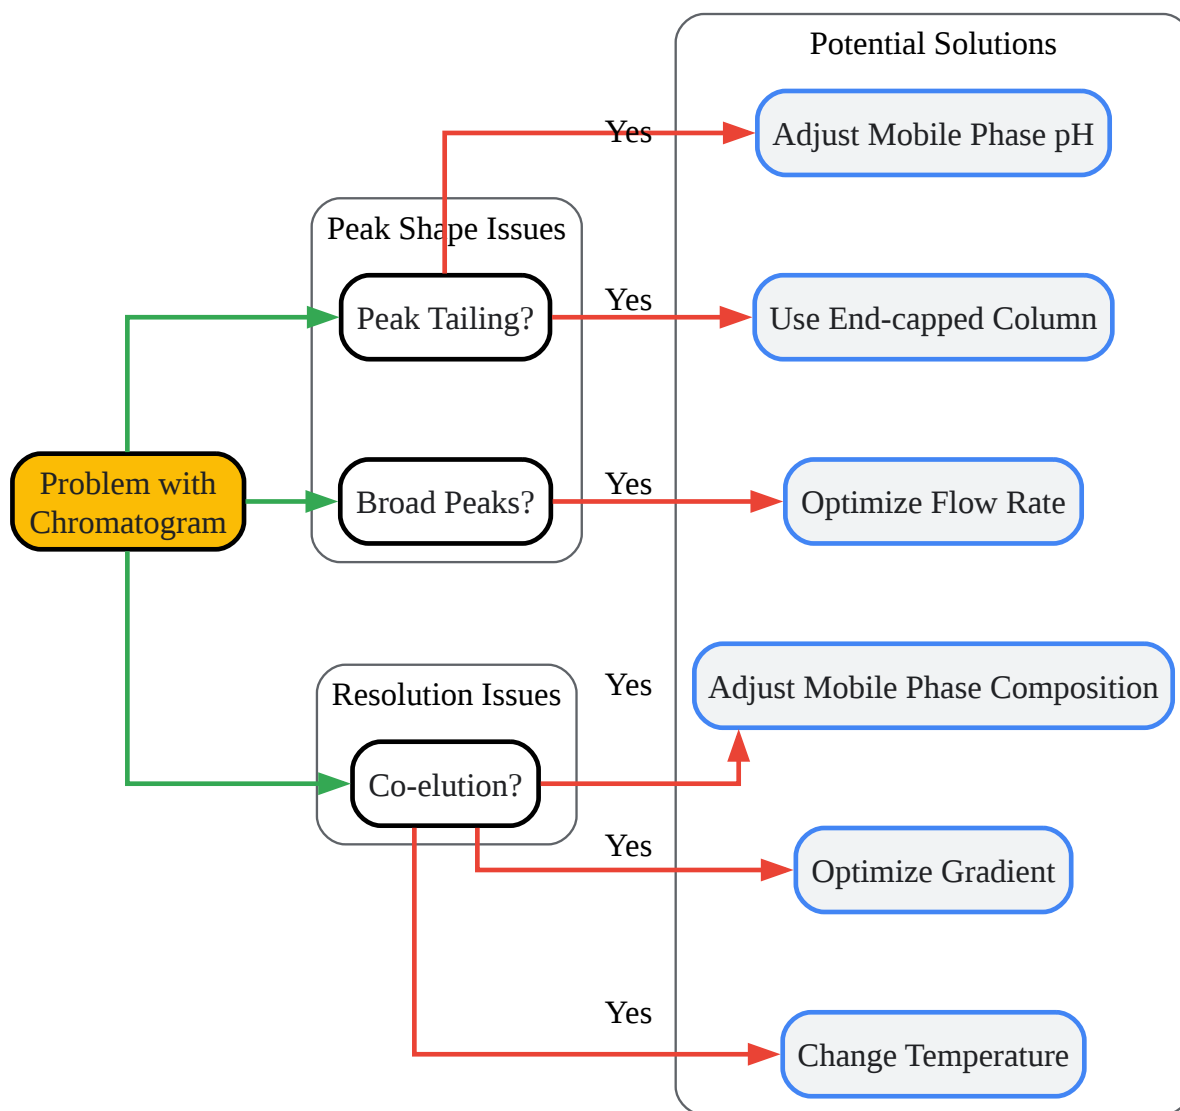 Potential Solutions
Yes
Adjust Mobile Phase pH
Peak Shape Issues
Peak Tailing?
Yes
Use End-capped Column
Problem with
Chromatogram
Broad Peaks?
Yes
Optimize Flow Rate
Resolution Issues
Yes
Adjust Mobile Phase Composition
Co-elution?
Yes
Optimize Gradient
Yes
Change Temperature